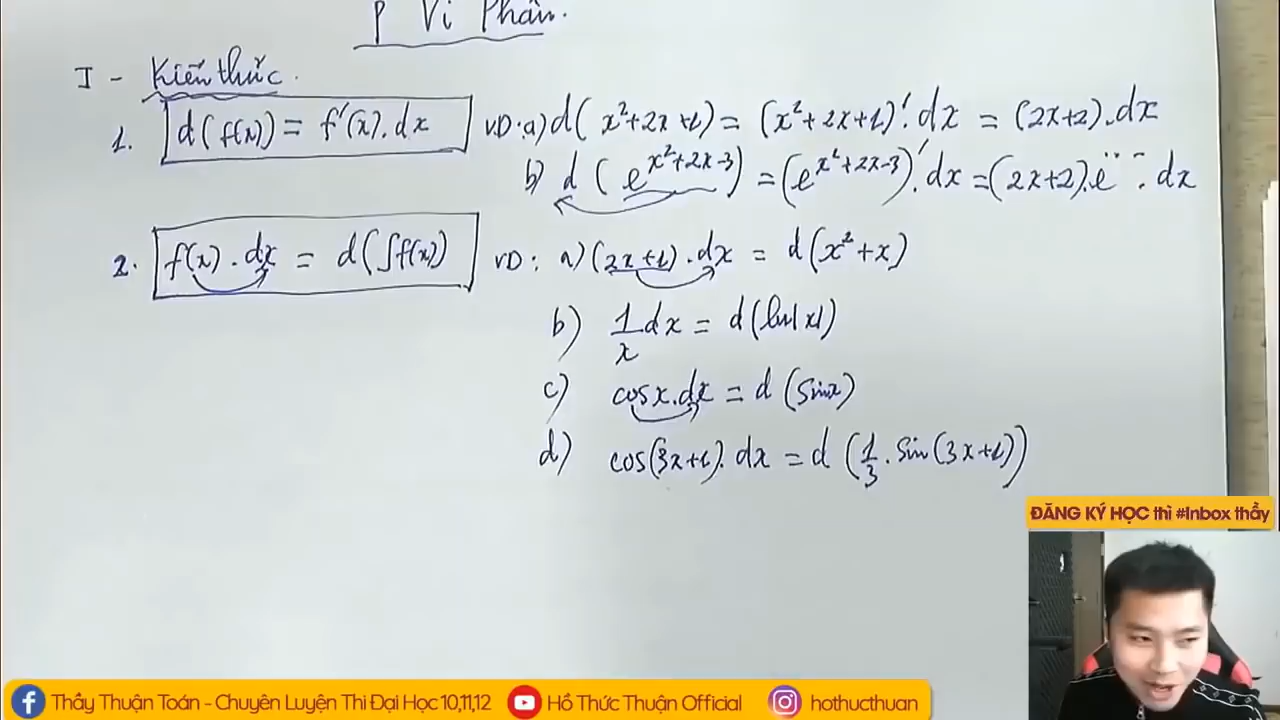 P Vi Phân.
I - Kiến thức.
1. d(f(x)) = f'(x).dx VD: a) d(x²+2x+1) = (x²+2x+1)'.dx = (2x+2).dx
b) d(e^{x²+2x-3}) = (e^{x²+2x-3})'.dx = (2x+2).e^{...}.dx
2. f(x).dx = d(∫f(x)) VD: a) (2x+1).dx = d(x²+x)
b) 1/x dx = d(ln|x|)
c) cosx.dx = d(sinx)
d) cos(3x+1).dx = d(1/3.sin(3x+1))
ĐĂNG KÝ HỌC thì #Inbox thầy
Thầy Thuận Toán - Chuyên Luyện Thi Đại Học 10,11,12 Hồ Thức Thuận Official hothucthuan